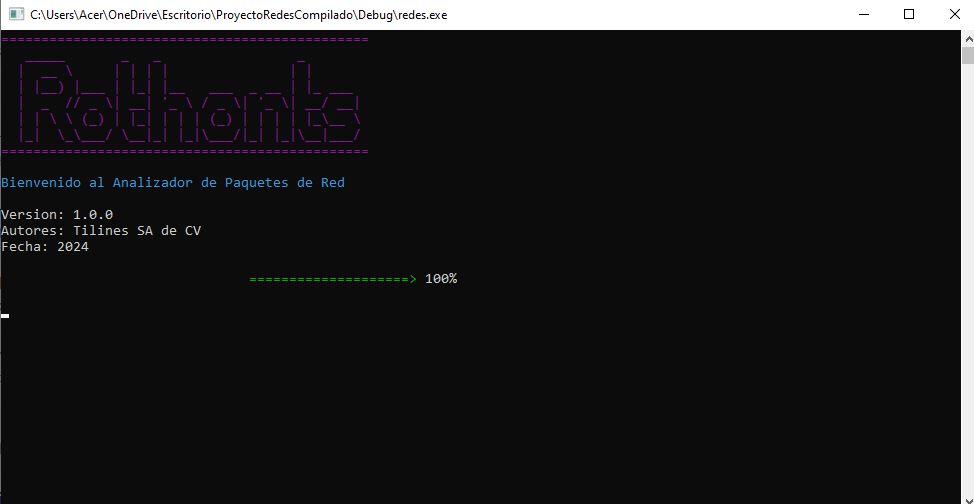 C:\Users\Acer\OneDrive\Escritorio\ProyectoRedesCompilado\Debug\redes.exe
Rothonts
Bienvenido al Analizador de Paquetes de Red
Version: 1.0.0
Autores: Tilines SA de CV
Fecha: 2024
====================> 100%